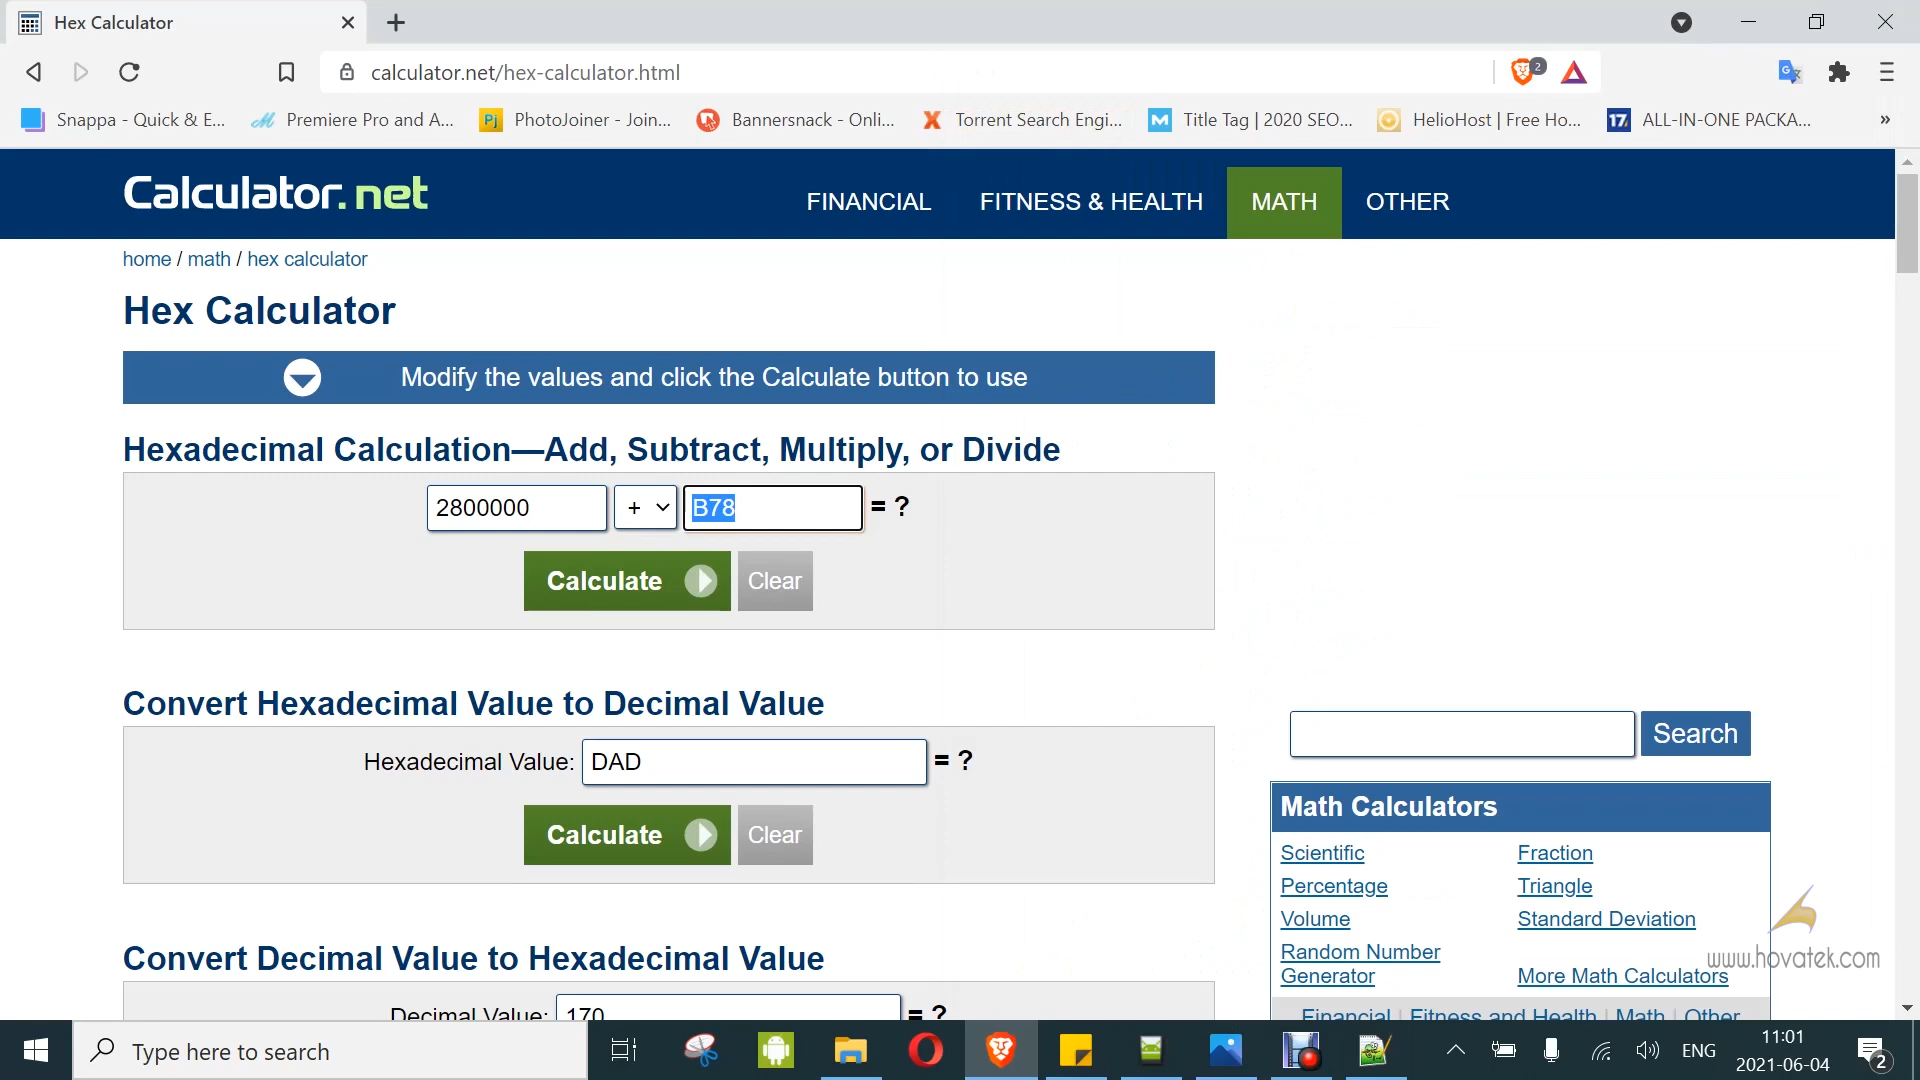 Hex Calculator
calculator.net/hex-calculator.html
2
Snappa - Quick & E...
Premiere Pro and A...
Pj
PhotoJoiner - Join...
Bannersnack - Onli...
Torrent Search Engi...
Title Tag | 2020 SEO...
HelioHost | Free Ho...
17
ALL-IN-ONE PACKA...
»
Calculator.net
FINANCIAL
FITNESS & HEALTH
MATH
OTHER
home / math / hex calculator
Hex Calculator
Modify the values and click the Calculate button to use
Hexadecimal Calculation—Add, Subtract, Multiply, or Divide
2800000 + B78 = ?
Calculate Clear
Convert Hexadecimal Value to Decimal Value
Hexadecimal Value: DAD = ?
Calculate Clear
Search
Math Calculators
Scientific Fraction
Percentage Triangle
Volume Standard Deviation
Random Number
Generator More Math Calculators
www.hovatek.com
Convert Decimal Value to Hexadecimal Value
Decimal Value: 170 = ?
Financial | Fitness and Health | Math | Other
Type here to search
ENG
11:01
2021-06-04
2